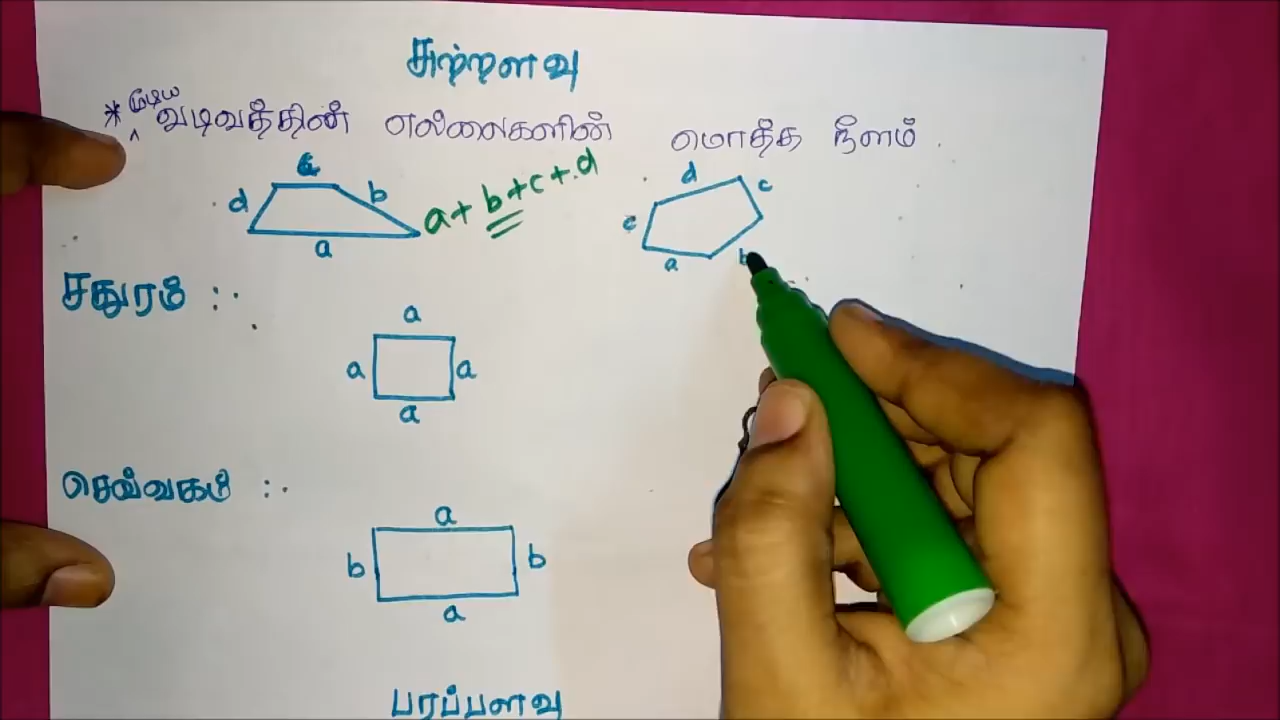 சுற்றளவு
மூடிய
* ^ வடிவத்தின் எல்லைகளின் மொத்த நீளம்.
c
d b a + b + c + d
a
d c
e
a b
சதுரம் :.
a
a a
a
செவ்வகம் :.
a
b b
a
பரப்பளவு